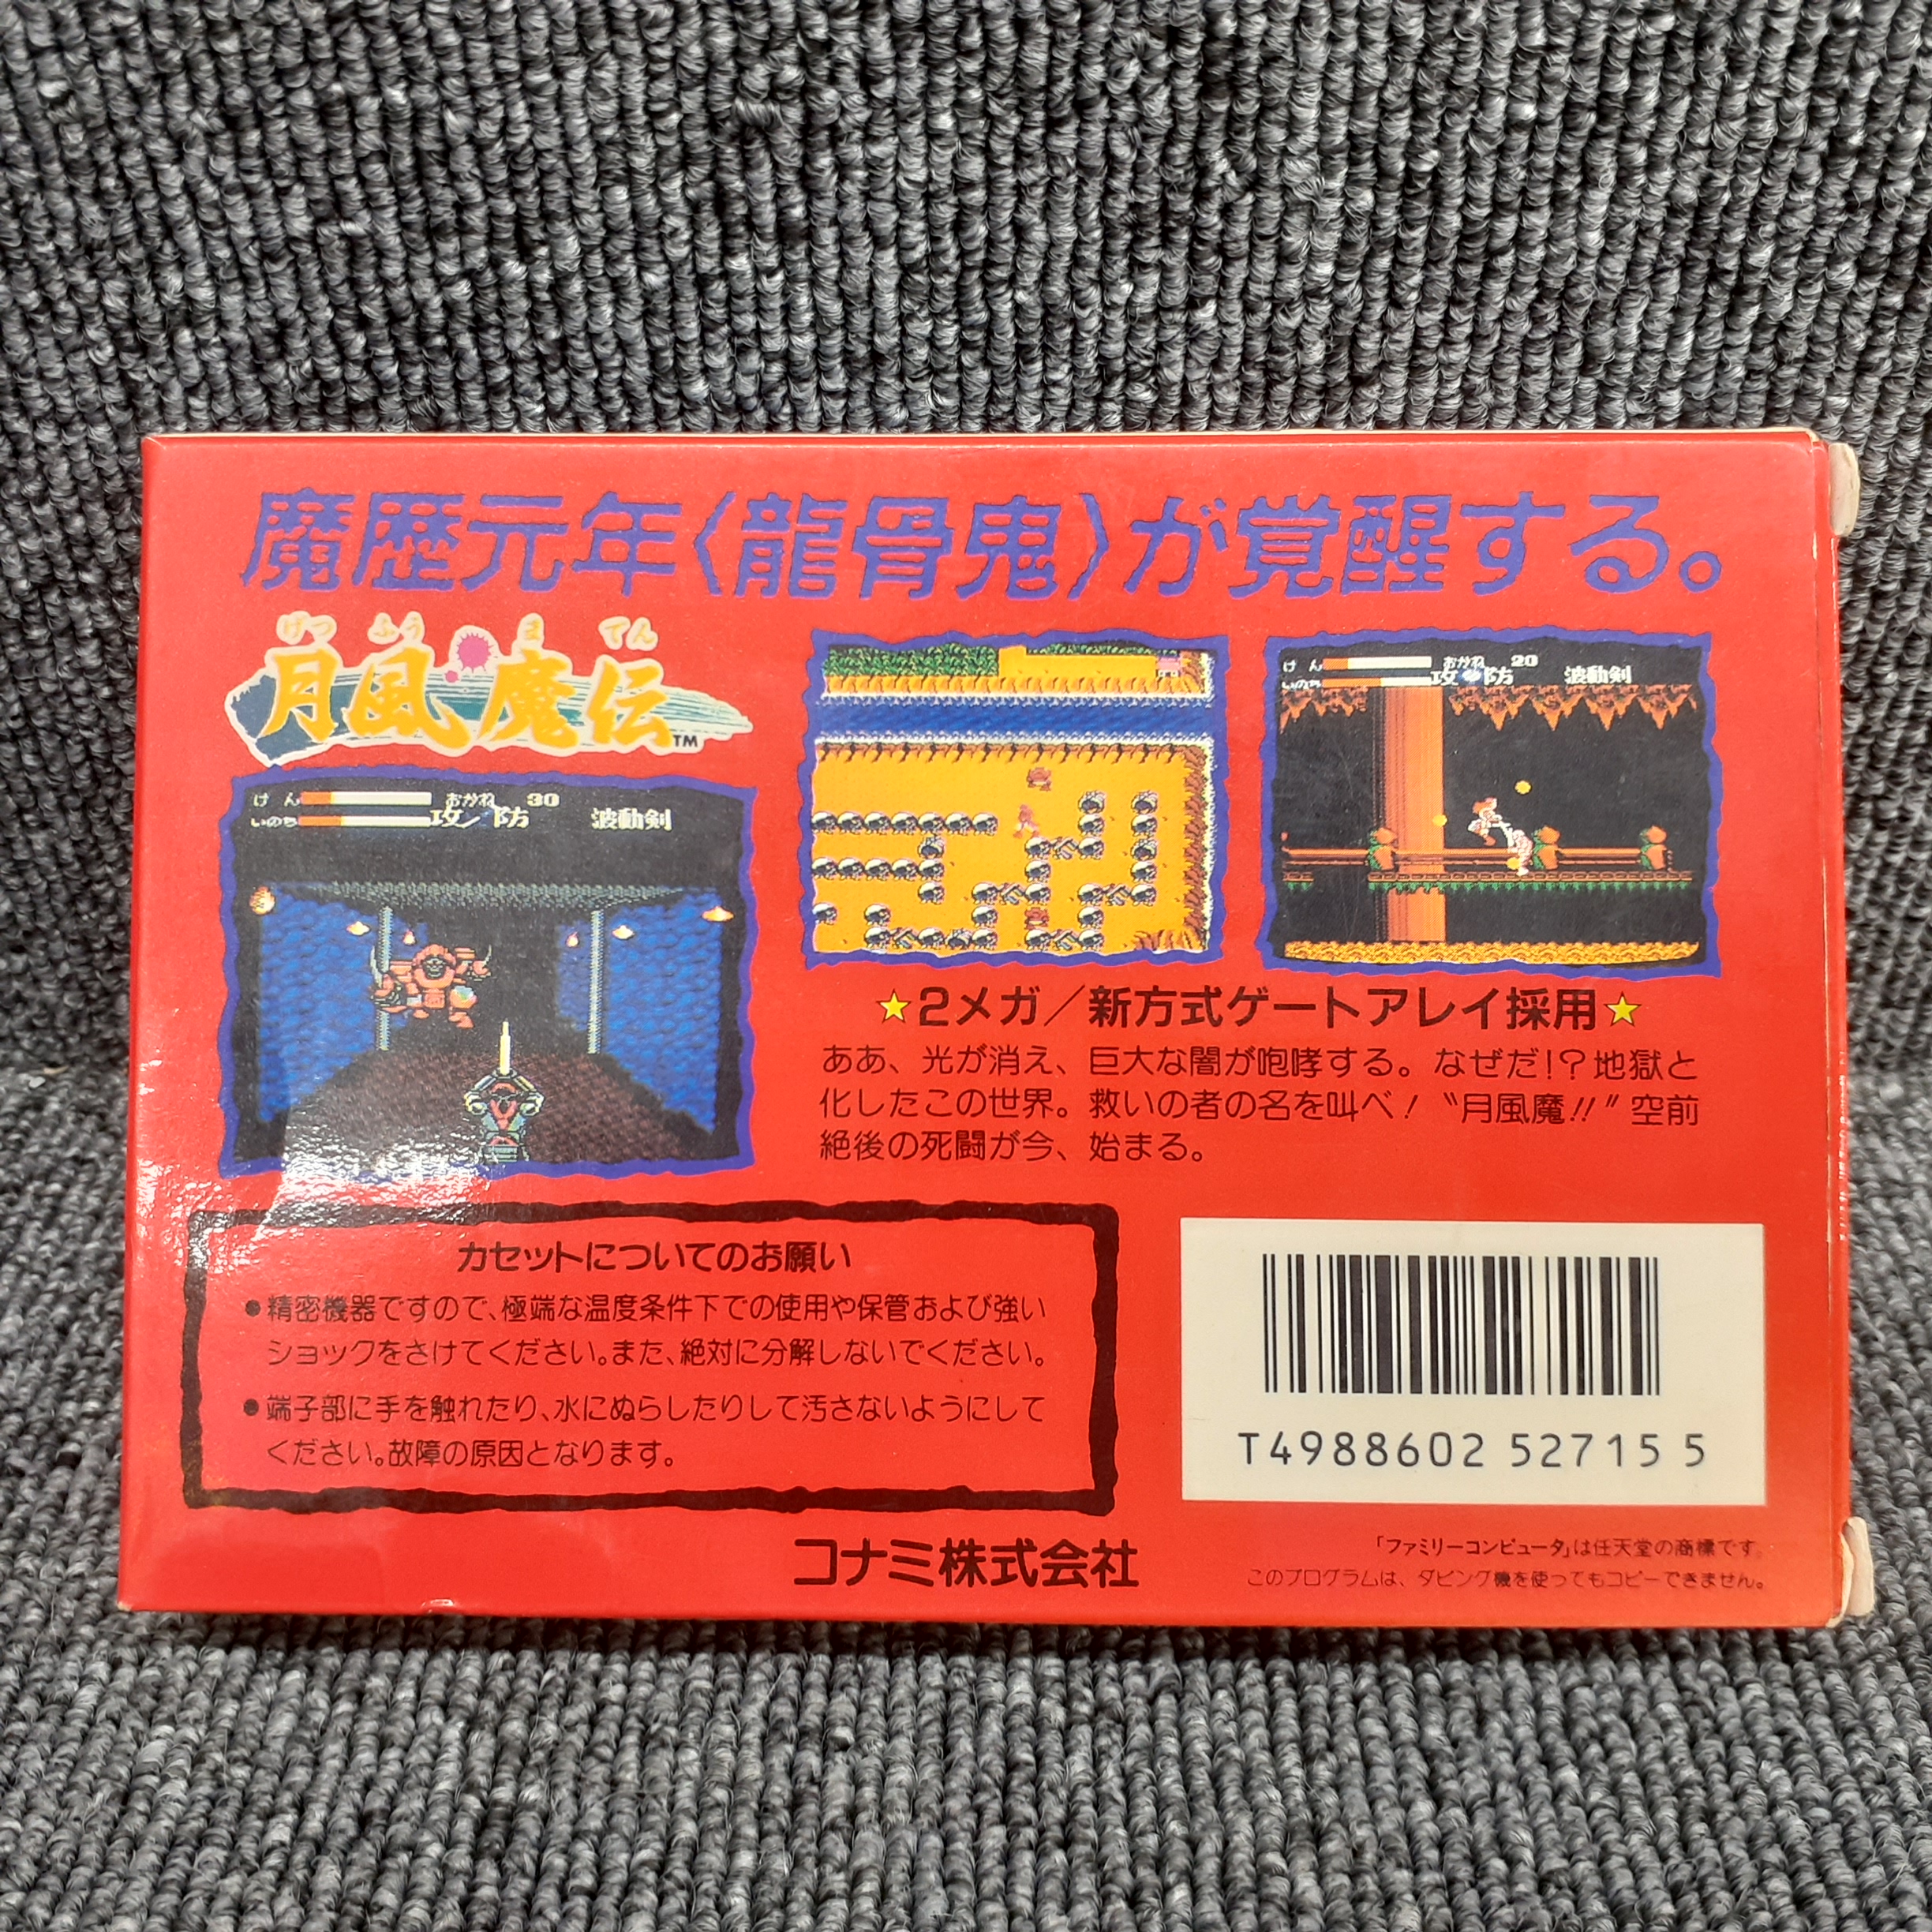 魔歴元年〈龍骨鬼〉が覚醒する。
げつ ふう ま でん
月風魔伝
TM
けん おかね 30
いのち 攻 防 波動剣
けん おかね 20
いのち 攻 防 波動剣
★2メガ/新方式ゲートアレイ採用★
ああ、光が消え、巨大な闇が咆哮する。なぜだ!?地獄と
化したこの世界。救いの者の名を叫べ!〝月風魔!!〟空前
絶後の死闘が今、始まる。
カセットについてのお願い
●精密機器ですので、極端な温度条件下での使用や保管および強い
ショックをさけてください。また、絶対に分解しないでください。
●端子部に手を触れたり、水にぬらしたりして汚さないようにして
ください。故障の原因となります。
T4988602 52715 5
コナミ株式会社
「ファミリーコンピュータ」は任天堂の商標です。
このプログラムは、ダビング機を使ってもコピーできません。